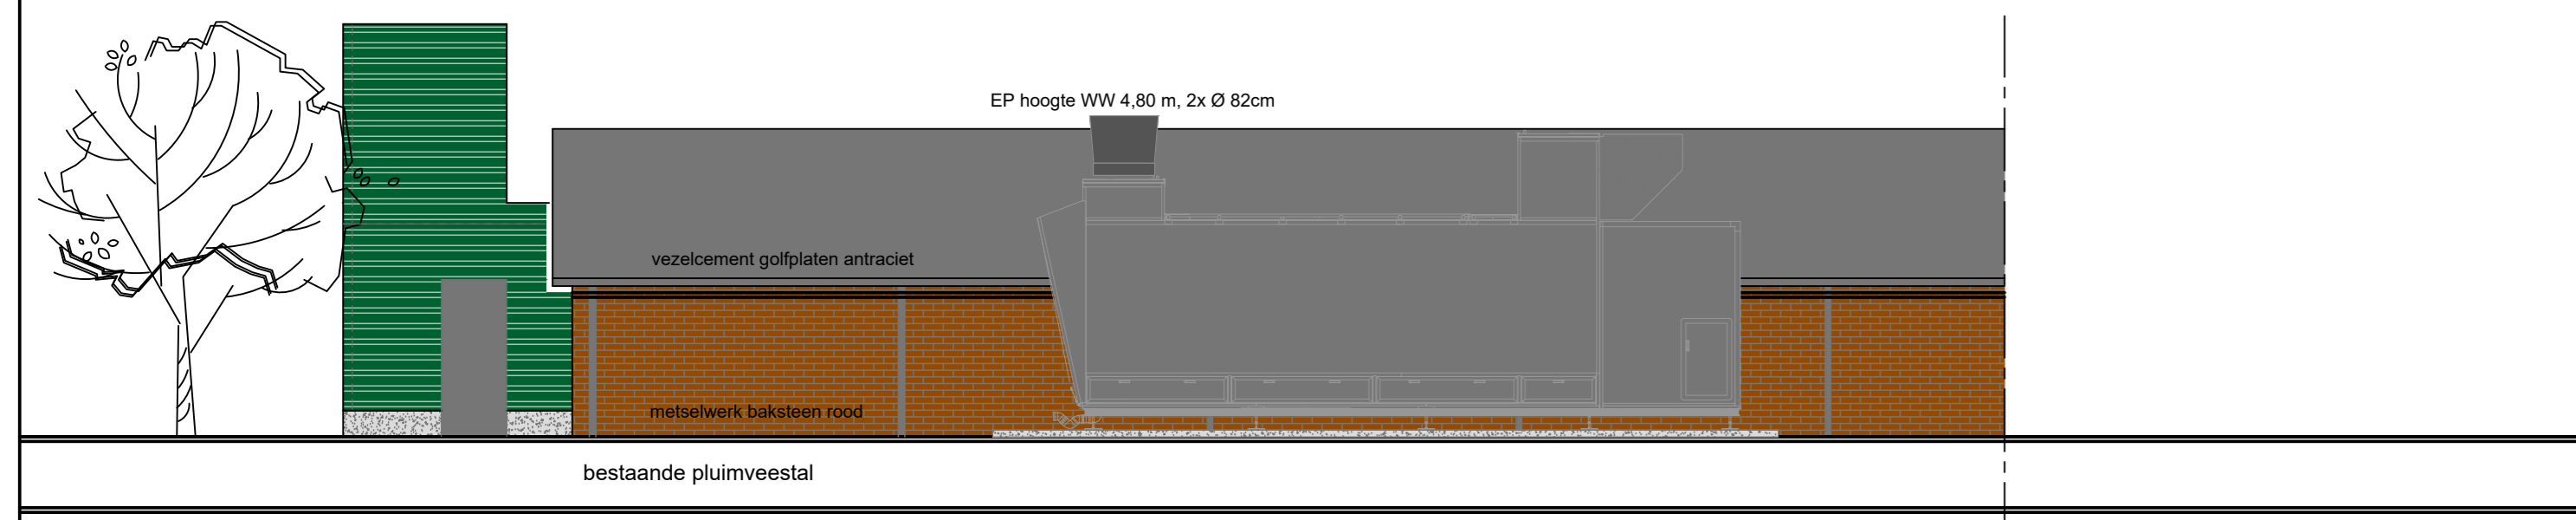 EP hoogte WW 4,80 m, 2x Ø 82cm
vezelcement golfplaten antraciet
metselwerk baksteen rood
bestaande pluimveestal